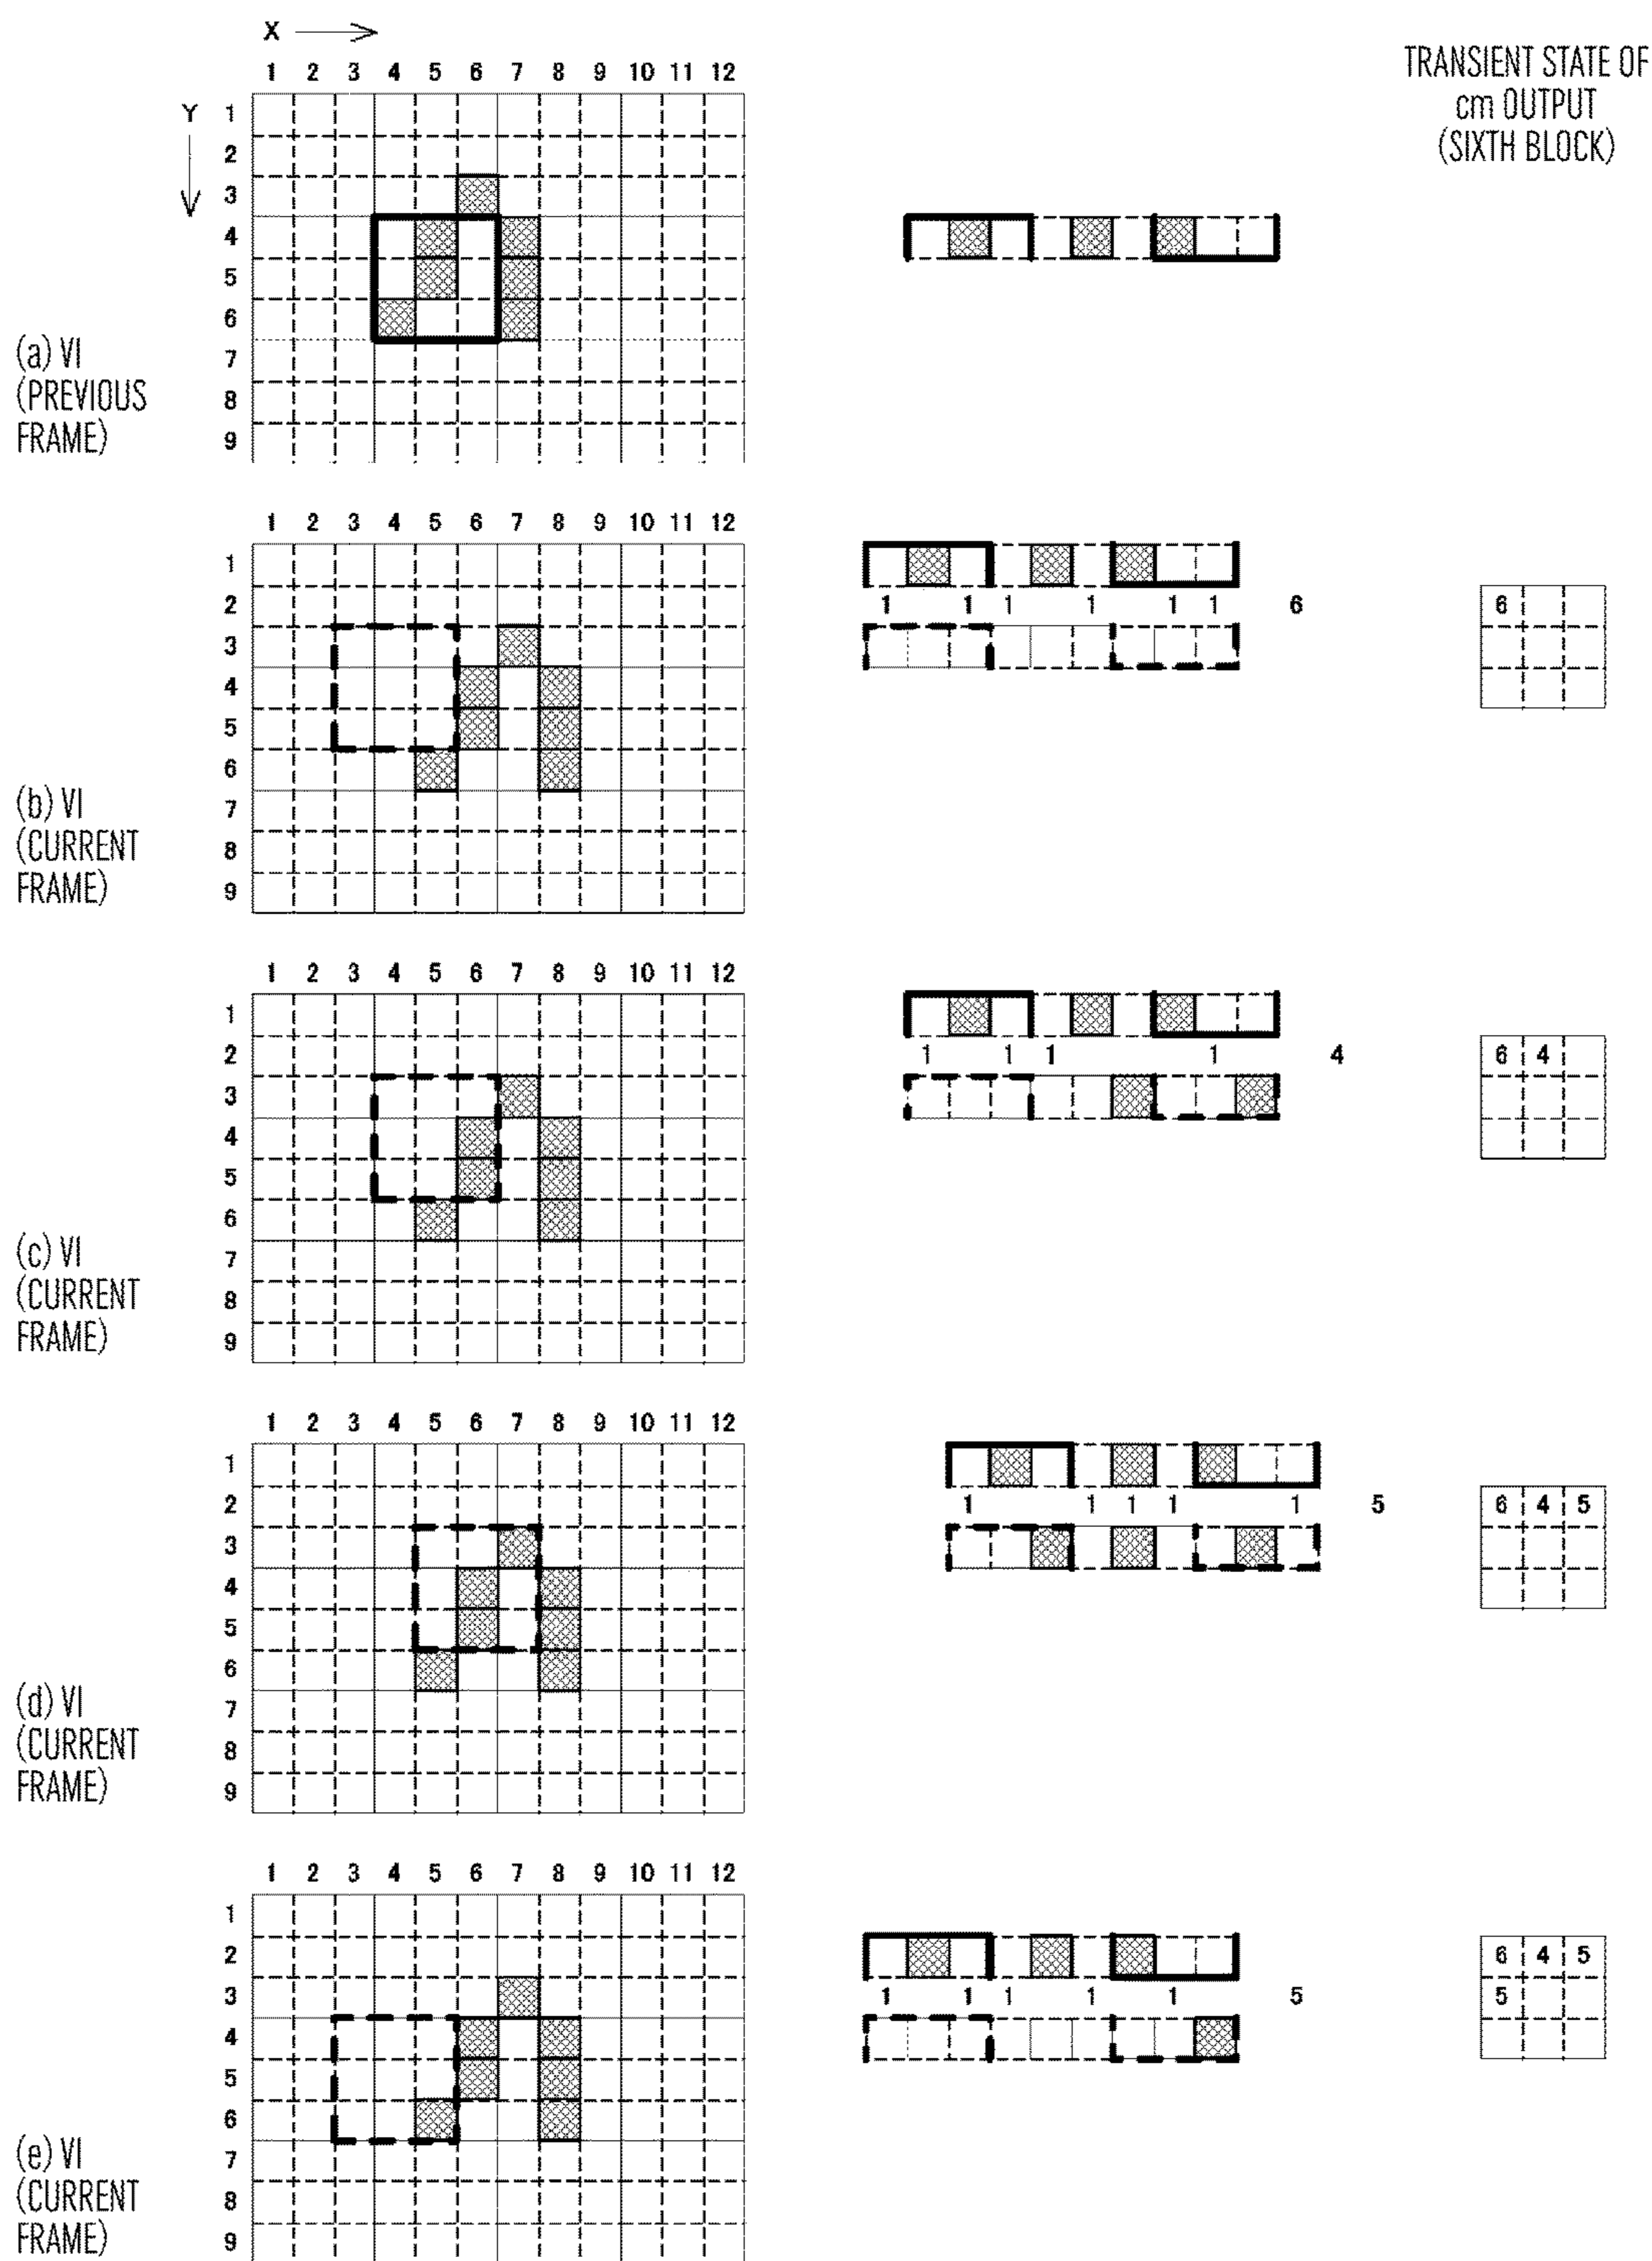 X
TRANSIENT STATE OF
cm OUTPUT
(SIXTH BLOCK)
1 2 3 4 5 6 7 8 9 10 11 12
Y
1
2
3
4
5
6
7
8
9
(a) VI
(PREVIOUS
FRAME)
1 2 3 4 5 6 7 8 9 10 11 12
1
2
3
4
5
6
7
8
9
1 1 1 1 1 1 6
6
(b) VI
(CURRENT
FRAME)
1 2 3 4 5 6 7 8 9 10 11 12
1
2
3
4
5
6
7
8
9
1 1 1 1 4
6 4
(c) VI
(CURRENT
FRAME)
1 2 3 4 5 6 7 8 9 10 11 12
1
2
3
4
5
6
7
8
9
1 1 1 1 1 5
6 4 5
(d) VI
(CURRENT
FRAME)
1 2 3 4 5 6 7 8 9 10 11 12
1
2
3
4
5
6
7
8
9
1 1 1 1 1 5
6 4 5
5
(e) VI
(CURRENT
FRAME)